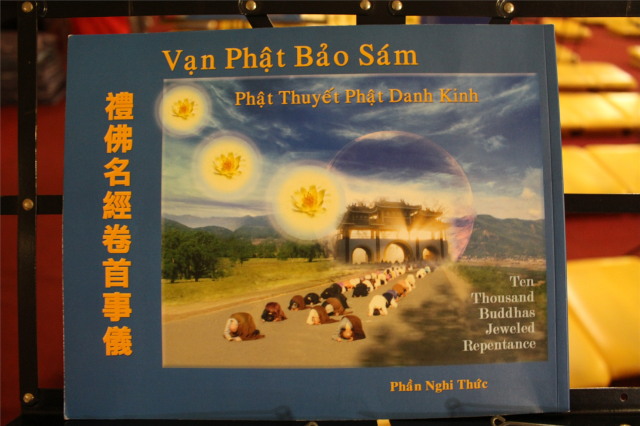 Vạn Phật Bảo Sám
Phật Thuyết Phật Danh Kinh
禮佛名經卷首事儀
Ten
Thousand
Buddhas
Jeweled
Repentance
Phần Nghi Thức